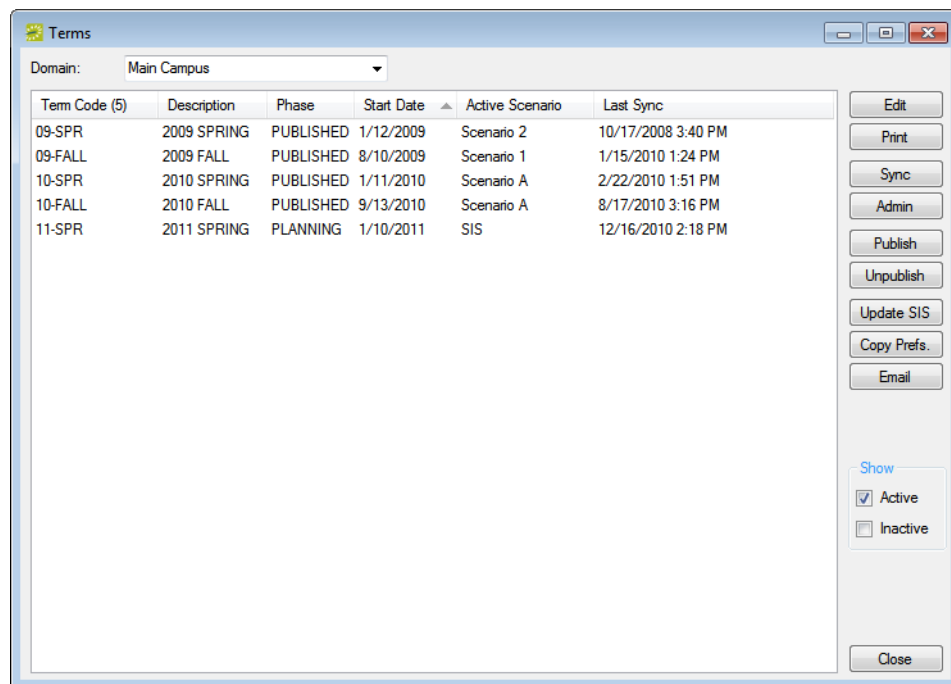 Terms
Domain: Main Campus
Term Code (5) Description Phase Start Date Active Scenario Last Sync
09-SPR 2009 SPRING PUBLISHED 1/12/2009 Scenario 2 10/17/2008 3:40 PM
09-FALL 2009 FALL PUBLISHED 8/10/2009 Scenario 1 1/15/2010 1:24 PM
10-SPR 2010 SPRING PUBLISHED 1/11/2010 Scenario A 2/22/2010 1:51 PM
10-FALL 2010 FALL PUBLISHED 9/13/2010 Scenario A 8/17/2010 3:16 PM
11-SPR 2011 SPRING PLANNING 1/10/2011 SIS 12/16/2010 2:18 PM
Edit
Print
Sync
Admin
Publish
Unpublish
Update SIS
Copy Prefs.
Email
Show
Active
Inactive
Close